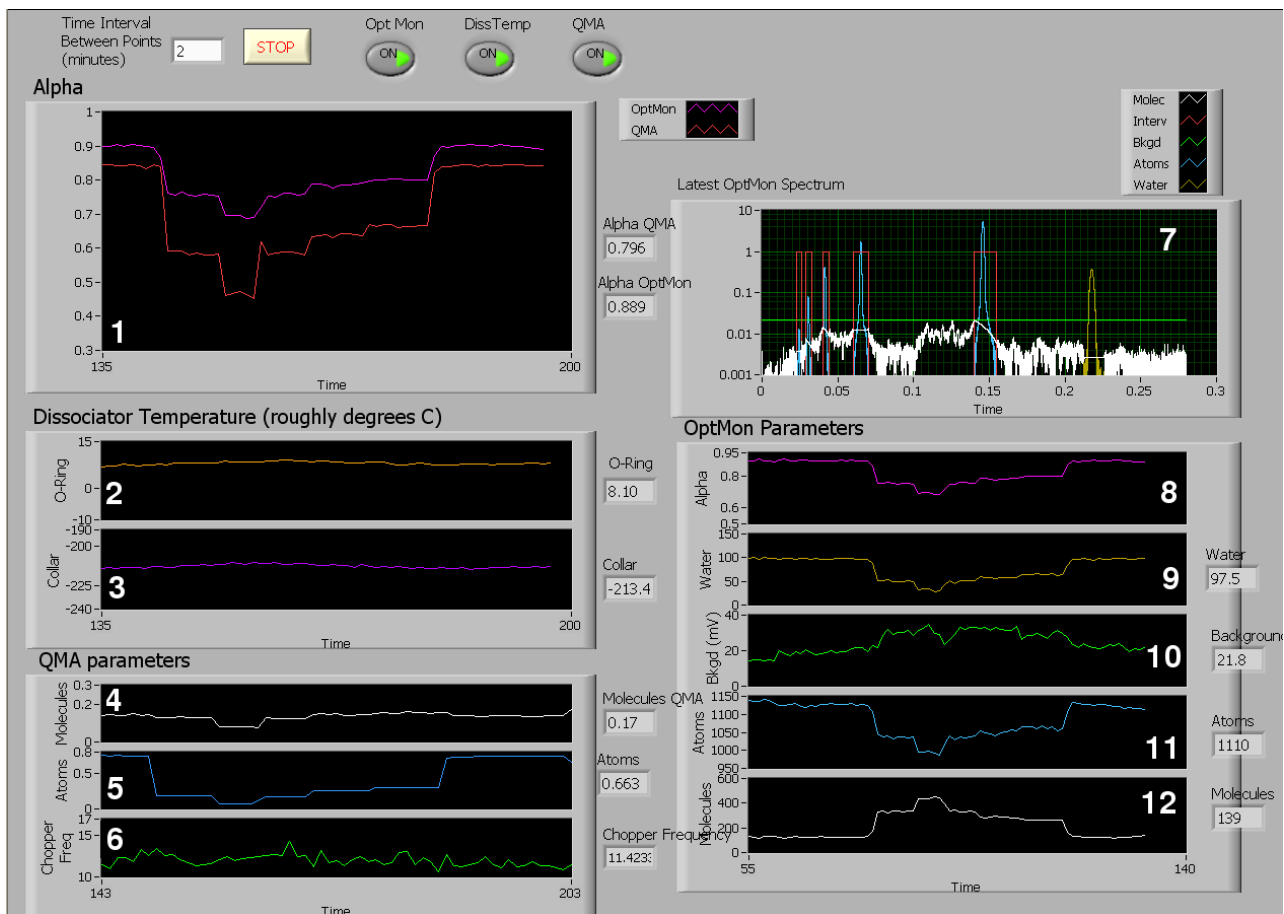 Time Interval
Between Points
(minutes)
2
STOP
Opt Mon
DissTemp
QMA
ON
ON
ON
Alpha
1
0.9
0.8
0.7
0.6
0.5
0.4
0.3
135
200
Time
1
OptMon
QMA
Alpha QMA
0.796
Alpha OptMon
0.889
Molec
Interv
Bkgd
Atoms
Water
Latest OptMon Spectrum
10
1
0.1
0.01
0.001
0
0.05
0.1
0.15
0.2
0.25
0.3
Time
7
Dissociator Temperature (roughly degrees C)
O-Ring
15
0
-10
2
O-Ring
8.10
Collar
-190
-200
-225
-240
3
135
200
Time
Collar
-213.4
QMA parameters
Molecules
0.3
0.2
0
4
Molecules QMA
0.17
Atoms
0.8
0.5
0
5
Atoms
0.663
Chopper
Freq
17
15
10
6
143
203
Time
Chopper Frequency
11.423
OptMon Parameters
Alpha
0.95
0.8
0.6
0.5
8
Water
150
100
50
0
9
Water
97.5
Bkgd (mV)
40
20
0
10
Background
21.8
Atoms
1150
1100
1050
1000
950
11
Atoms
1110
Molecules
600
400
200
0
12
Molecules
139
55
140
Time